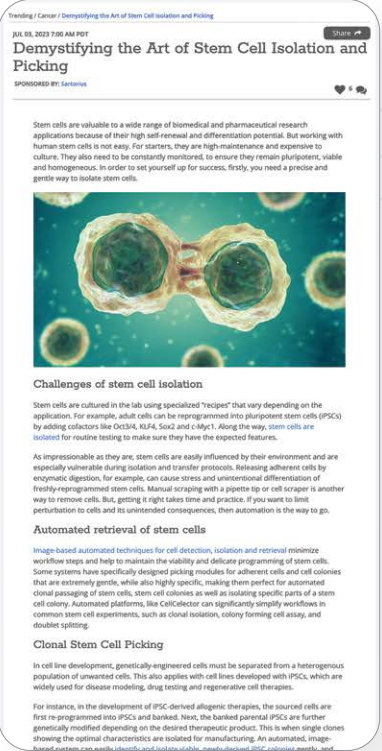 Trending / Cancer / Demystifying the Art of Stem Cell Isolation and Picking
JUL 03, 2023 7:00 AM PDT
Share
Demystifying the Art of Stem Cell Isolation and
Picking
SPONSORED BY: Sartorius
6
Stem cells are valuable to a wide range of biomedical and pharmaceutical research
applications because of their high self-renewal and differentiation potential. But working with
human stem cells is not easy. For starters, they are high-maintenance and expensive to
culture. They also need to be constantly monitored, to ensure they remain pluripotent, viable
and homogeneous. In order to set yourself up for success, firstly, you need a precise and
gentle way to isolate stem cells.
Challenges of stem cell isolation
Stem cells are cultured in the lab using specialized "recipes" that vary depending on the
application. For example, adult cells can be reprogrammed into pluripotent stem cells (iPSCs)
by adding cofactors like Oct3/4, KLF4, Sox2 and c-Myc1. Along the way, stem cells are
isolated for routine testing to make sure they have the expected features.
As impressionable as they are, stem cells are easily influenced by their environment and are
especially vulnerable during isolation and transfer protocols. Releasing adherent cells by
enzymatic digestion, for example, can cause stress and unintentional differentiation of
freshly-reprogrammed stem cells. Manual scraping with a pipette tip or cell scraper is another
way to remove cells. But, getting it right takes time and practice. If you want to limit
perturbation to cells and its unintended consequences, then automation is the way to go.
Automated retrieval of stem cells
Image-based automated techniques for cell detection, isolation and retrieval minimize
workflow steps and help to maintain the viability and delicate programming of stem cells.
Some systems have specifically designed picking modules for adherent cells and cell colonies
that are extremely gentle, while also highly specific, making them perfect for automated
clonal passaging of stem cells, stem cell colonies as well as isolating specific parts of a stem
cell colony. Automated platforms, like CellCelector can significantly simplify workflows in
common stem cell experiments, such as clonal isolation, colony forming cell assay, and
doublet splitting.
Clonal Stem Cell Picking
In cell line development, genetically-engineered cells must be separated from a heterogenous
population of unwanted cells. This also applies with cell lines developed with iPSCs, which are
widely used for disease modeling, drug testing and regenerative cell therapies.
For instance, in the development of iPSC-derived allogenic therapies, the sourced cells are
first re-programmed into iPSCs and banked. Next, the banked parental iPSCs are further
genetically modified depending on the desired therapeutic product. This is when single clones
showing the optimal characteristics are isolated for manufacturing. An automated, image-
based system can easily identify and isolate viable, newly-derived iPSC colonies gently, and